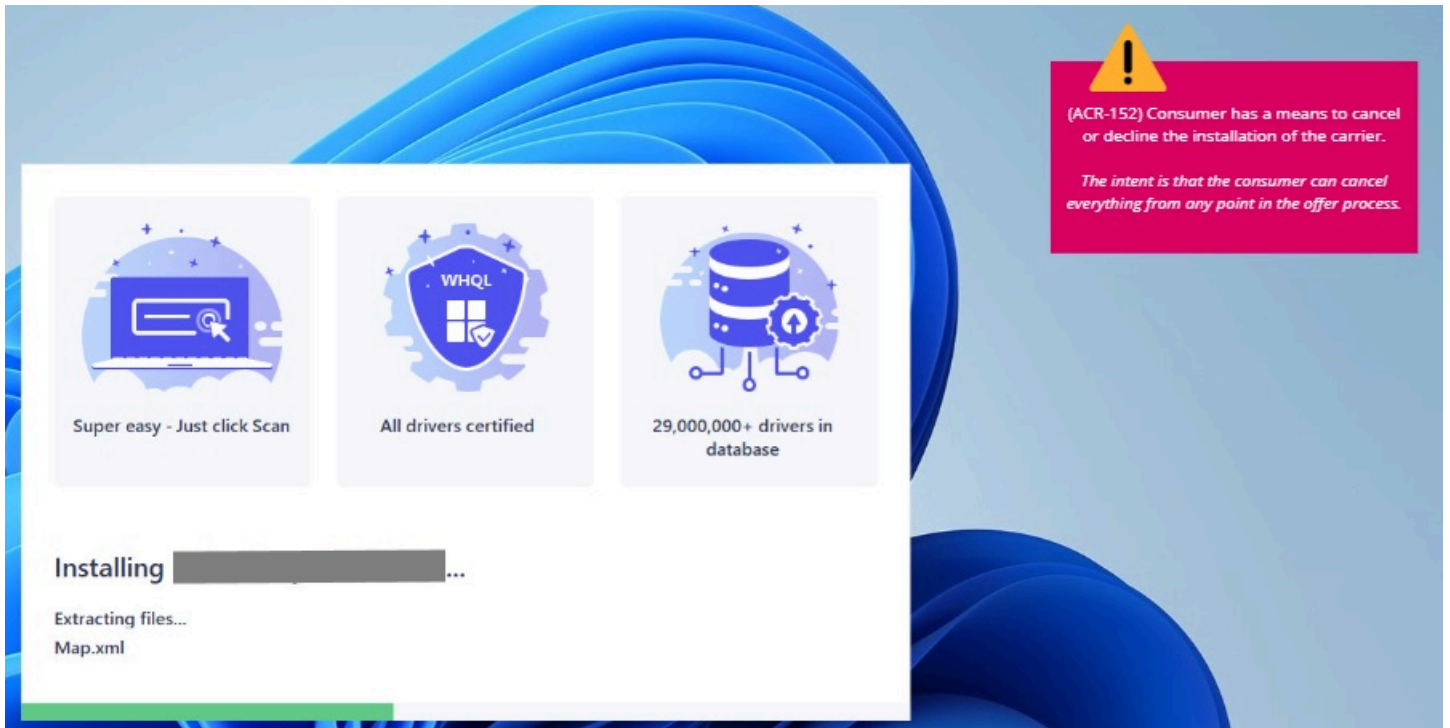 (ACR-152) Consumer has a means to cancel
or decline the installation of the carrier.
The intent is that the consumer can cancel
everything from any point in the offer process.
WHQL
Super easy - Just click Scan
All drivers certified
29,000,000+ drivers in
database
Installing ...
Extracting files...
Map.xml